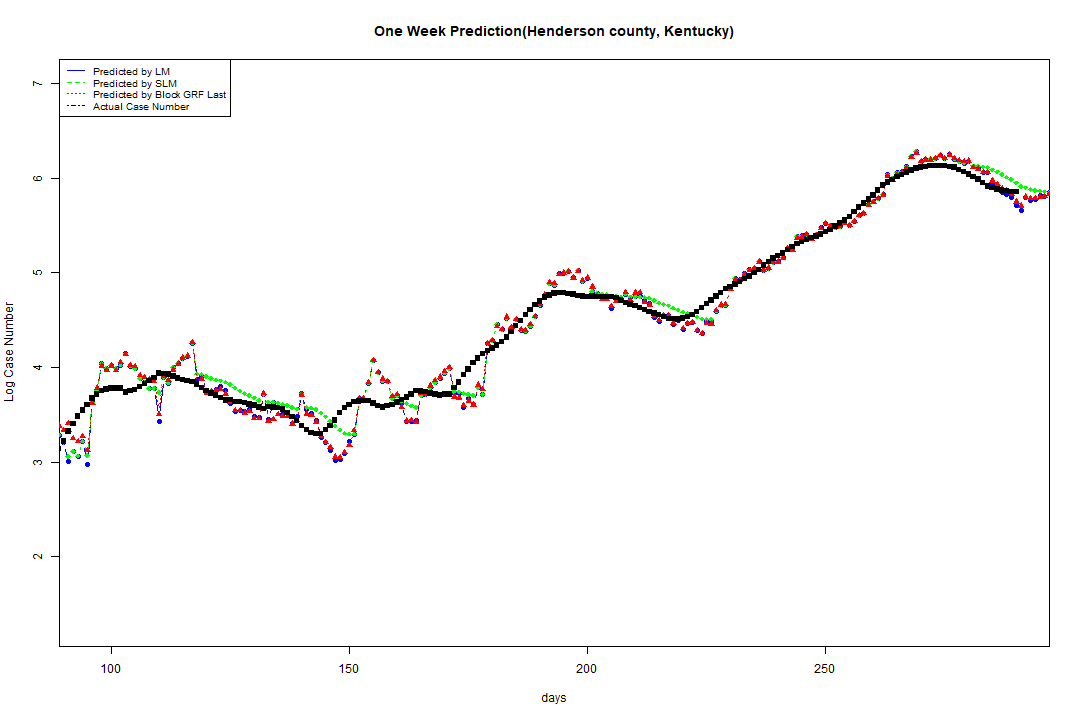 One Week Prediction(Henderson county, Kentucky)
Predicted by LM
Predicted by SLM
Predicted by Block GRF Last
Actual Case Number
7
6
5
4
3
2
Log Case Number
100 150 200 250
days